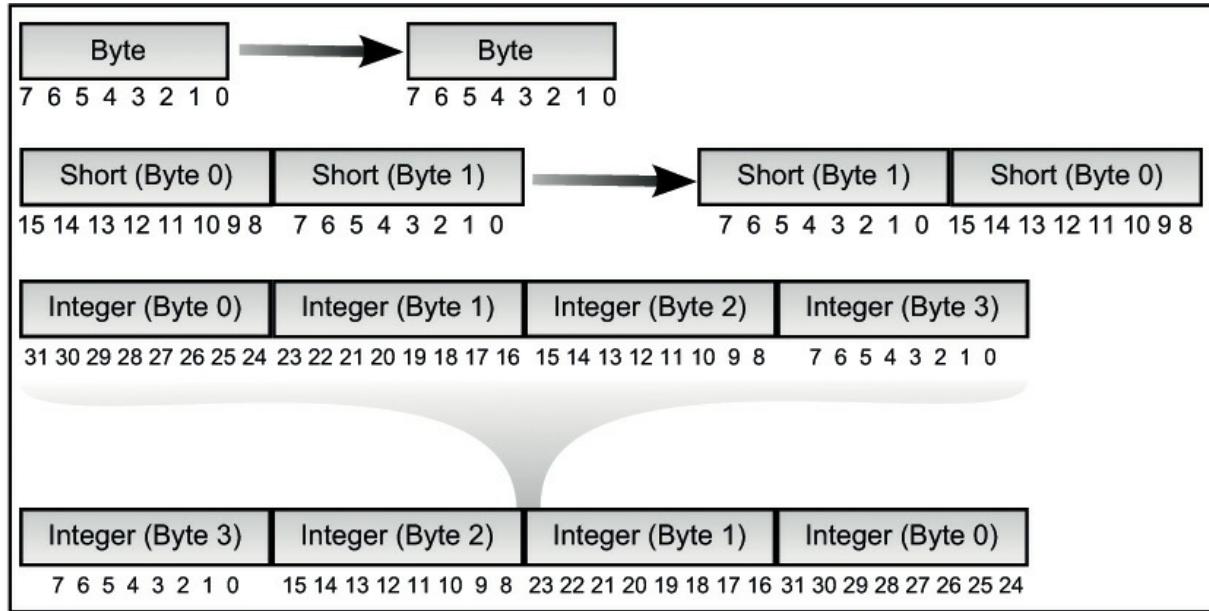 Byte Byte
7 6 5 4 3 2 1 0 7 6 5 4 3 2 1 0
Short (Byte 0) Short (Byte 1) Short (Byte 1) Short (Byte 0)
15 14 13 12 11 10 9 8 7 6 5 4 3 2 1 0 7 6 5 4 3 2 1 0 15 14 13 12 11 10 9 8
Integer (Byte 0) Integer (Byte 1) Integer (Byte 2) Integer (Byte 3)
31 30 29 28 27 26 25 24 23 22 21 20 19 18 17 16 15 14 13 12 11 10 9 8 7 6 5 4 3 2 1 0
Integer (Byte 3) Integer (Byte 2) Integer (Byte 1) Integer (Byte 0)
7 6 5 4 3 2 1 0 15 14 13 12 11 10 9 8 23 22 21 20 19 18 17 16 31 30 29 28 27 26 25 24